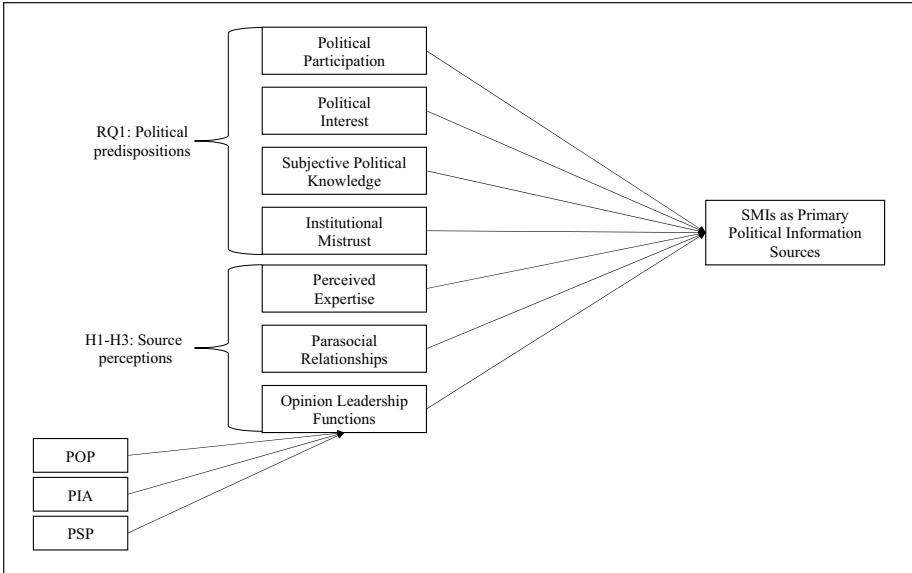 Political
Participation
Political
Interest
RQ1: Political
predispositions
Subjective Political
Knowledge
Institutional
Mistrust
SMIs as Primary
Political Information
Sources
Perceived
Expertise
H1-H3: Source
perceptions
Parasocial
Relationships
Opinion Leadership
Functions
POP
PIA
PSP